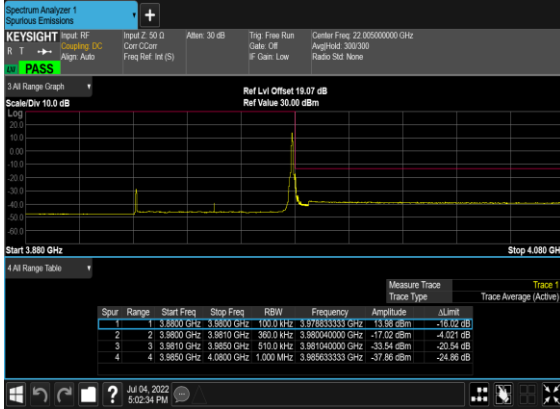 Spectrum Analyzer 1
Spurious Emissions
+
KEYSIGHT Input: RF Input Z: 50 Ω Atten: 30 dB Trig: Free Run Center Freq: 22.005000000 GHz
R T Coupling: DC Corr CCorr Gate: Off Avg|Hold: 300/300
Align: Auto Freq Ref: Int (S) IF Gain: Low Radio Std: None
PASS
3 All Range Graph
Ref Lvl Offset 19.07 dB
Scale/Div 10.0 dB Ref Value 30.00 dBm
Log
20.0
10.0
0.00
-10.0
-20.0
-30.0
-40.0
-50.0
-60.0
Start 3.880 GHz Stop 4.080 GH
4 All Range Table
Measure Trace Trace 1
Trace Type Trace Average (Active)
Spur Range Start Freq Stop Freq RBW Frequency Amplitude ΔLimit
1 1 3.8800 GHz 3.9800 GHz 100.0 kHz 3.978833333 GHz 13.98 dBm -16.02 dB
2 2 3.9800 GHz 3.9810 GHz 360.0 kHz 3.980040000 GHz -17.02 dBm -4.021 dB
3 3 3.9810 GHz 3.9850 GHz 510.0 kHz 3.981040000 GHz -33.54 dBm -20.54 dB
4 4 3.9850 GHz 4.0800 GHz 1.000 MHz 3.985633333 GHz -37.86 dBm -24.86 dB
? Jul 04, 2022
5:02:34 PM